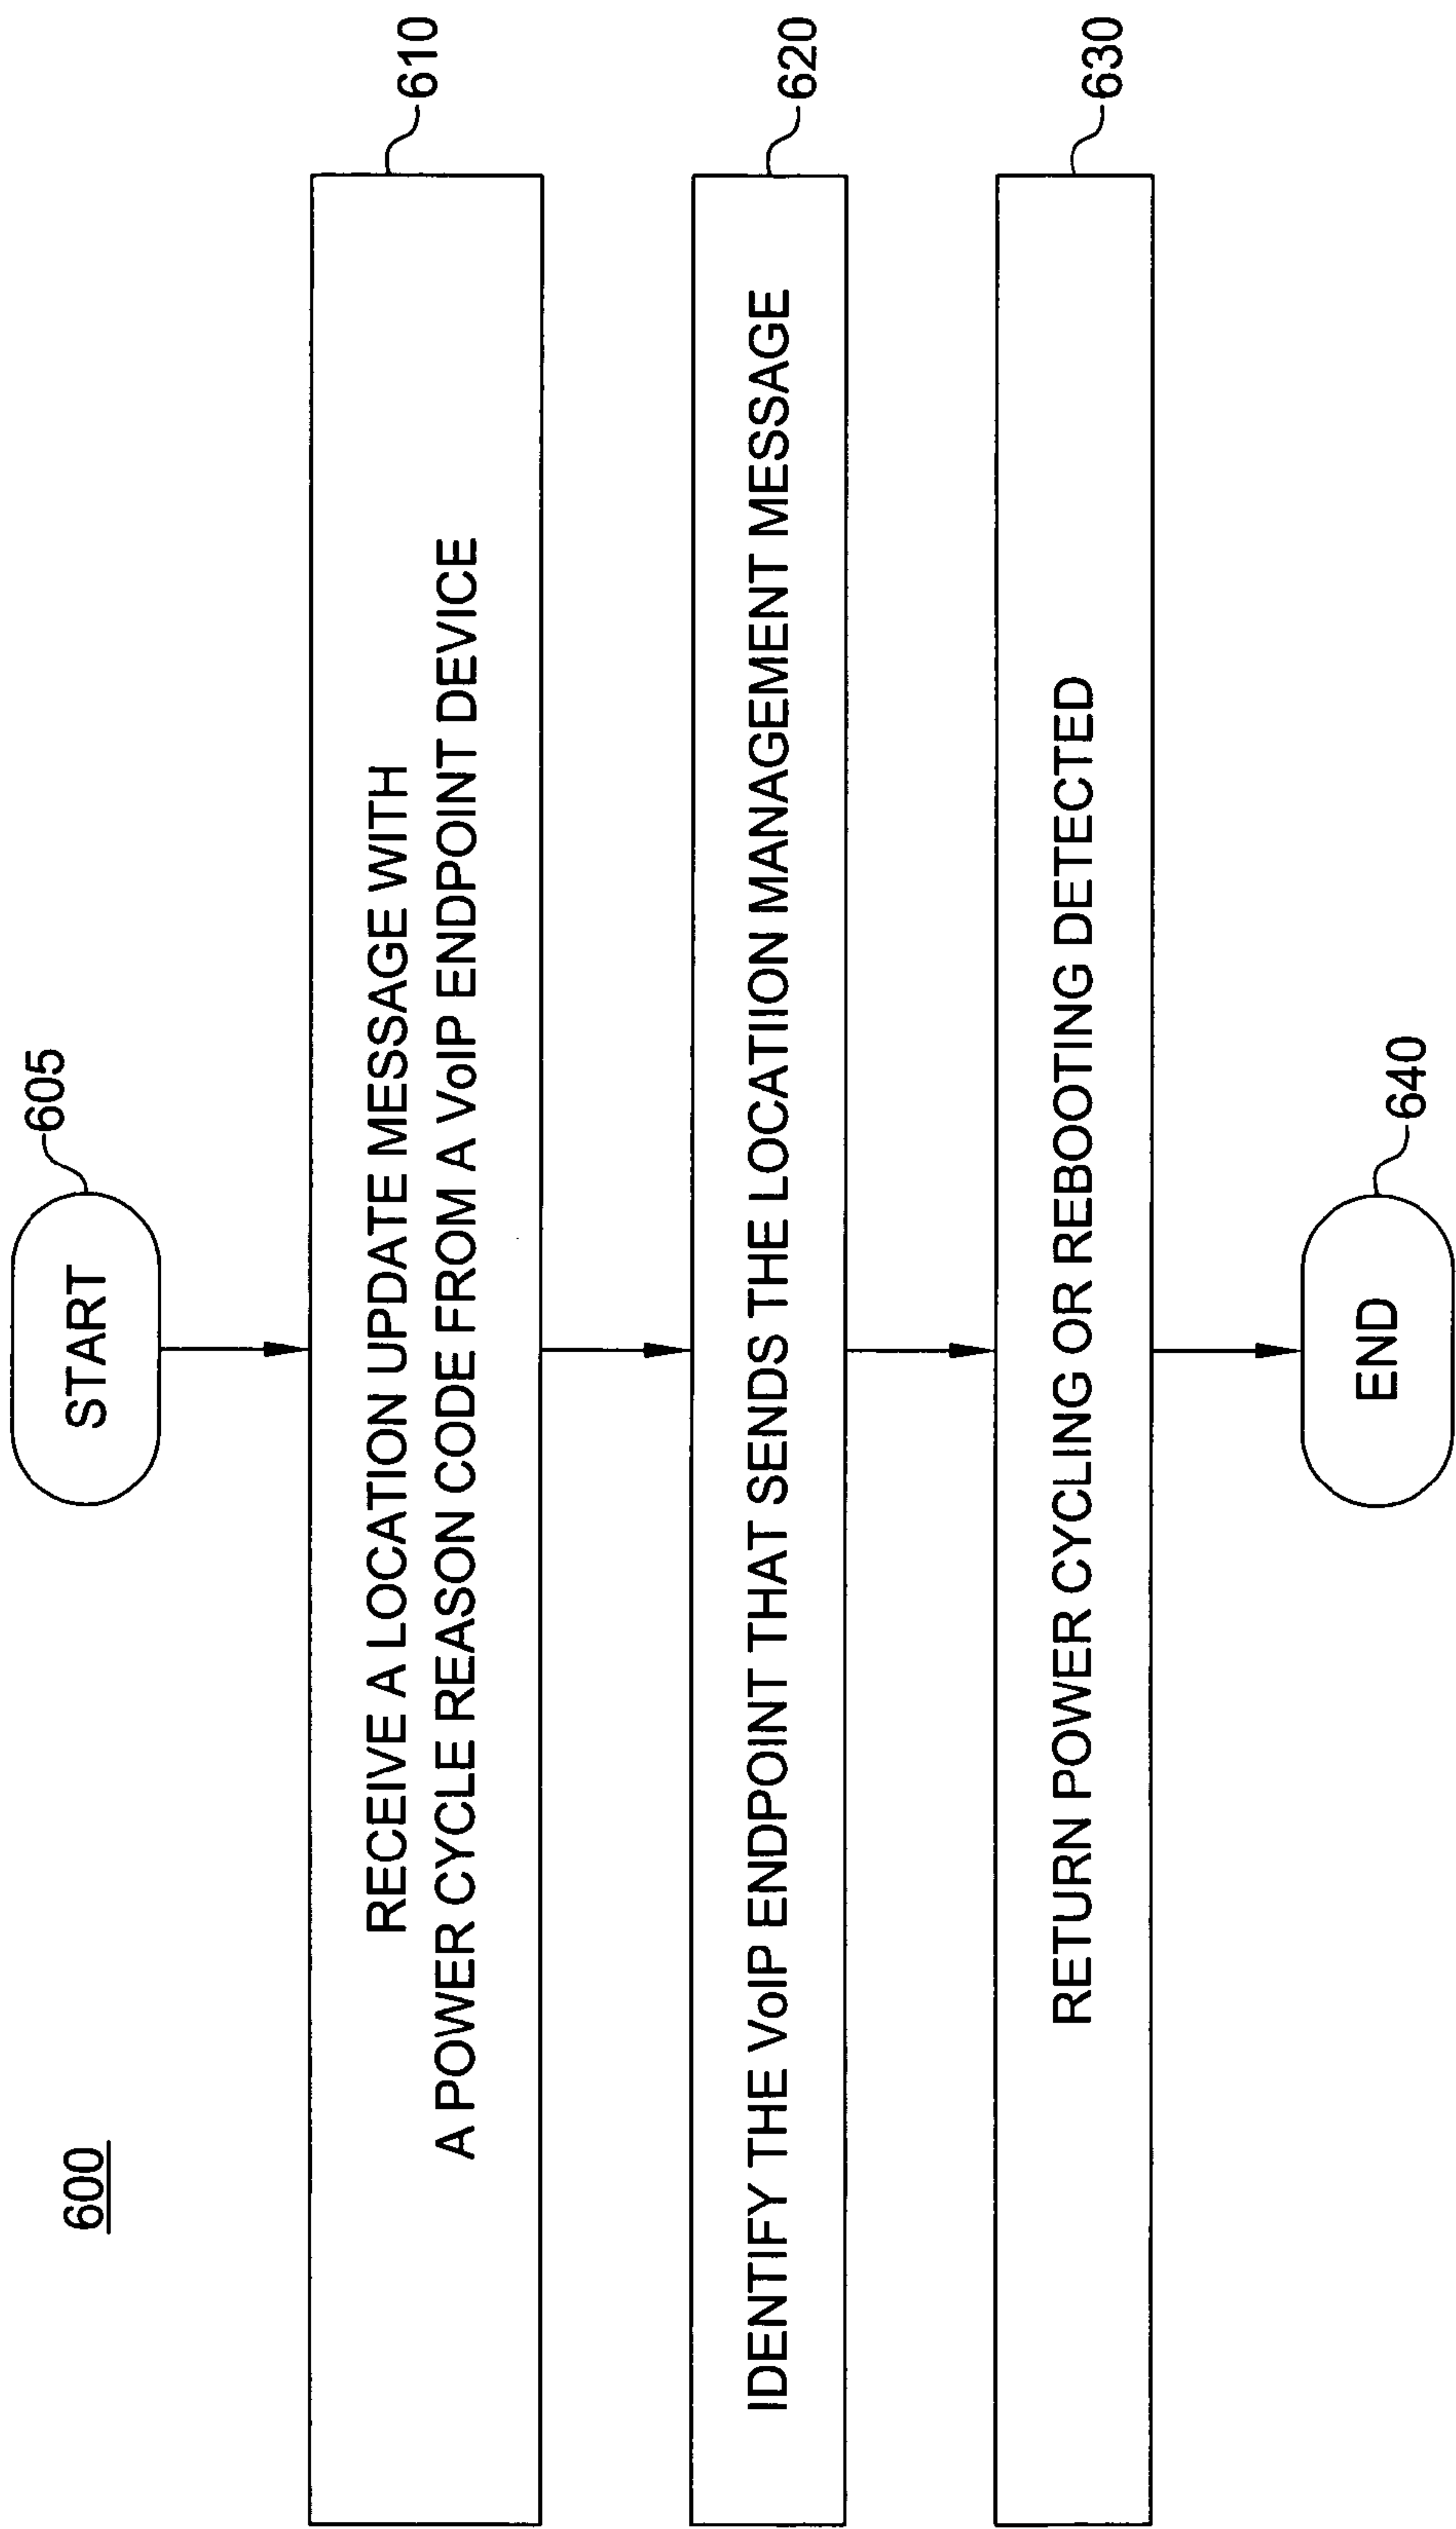 600
START
605
RECEIVE A LOCATION UPDATE MESSAGE WITH
A POWER CYCLE REASON CODE FROM A VoIP ENDPOINT DEVICE
610
IDENTIFY THE VoIP ENDPOINT THAT SENDS THE LOCATIION MANAGEMENT MESSAGE
620
RETURN POWER CYCLING OR REBOOTING DETECTED
630
END
640